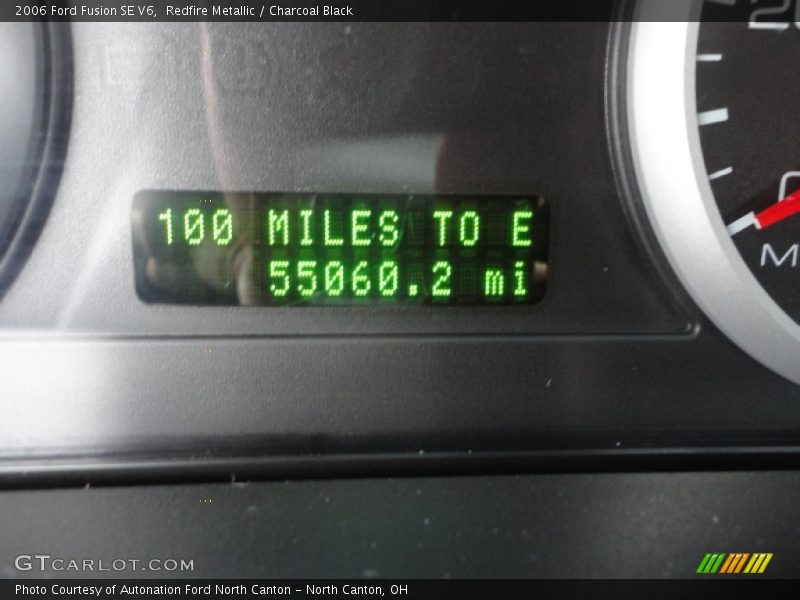 2006 Ford Fusion SE V6, Redfire Metallic / Charcoal Black
100 MILES TO E
55060.2 mi
0
M
GTCARLOT.COM
Photo Courtesy of Autonation Ford North Canton - North Canton, OH